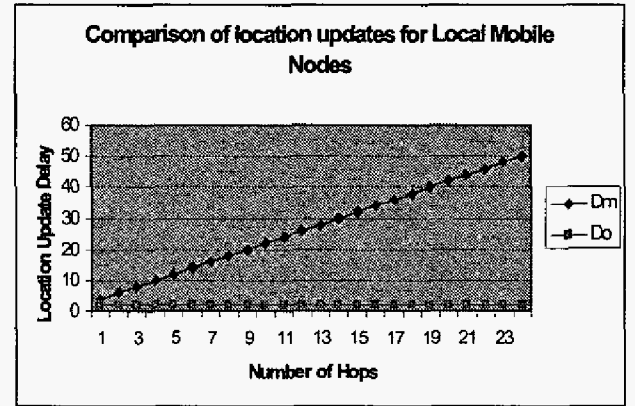 Comparison of location updates for Local Mobile
Nodes
Location Update Delay
60
50
40
30
20
10
0
1 3 5 7 9 11 13 15 17 19 21 23
Number of Hops
Dm
Do